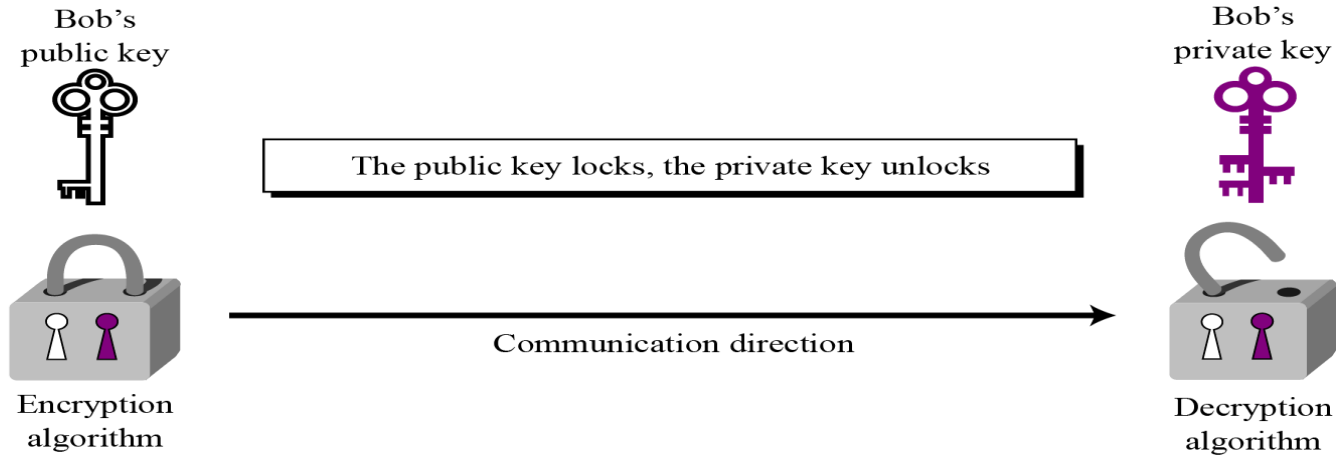 Bob’s
public key
Bob’s
private key
The public key locks, the private key unlocks
Communication direction
Encryption
algorithm
Decryption
algorithm